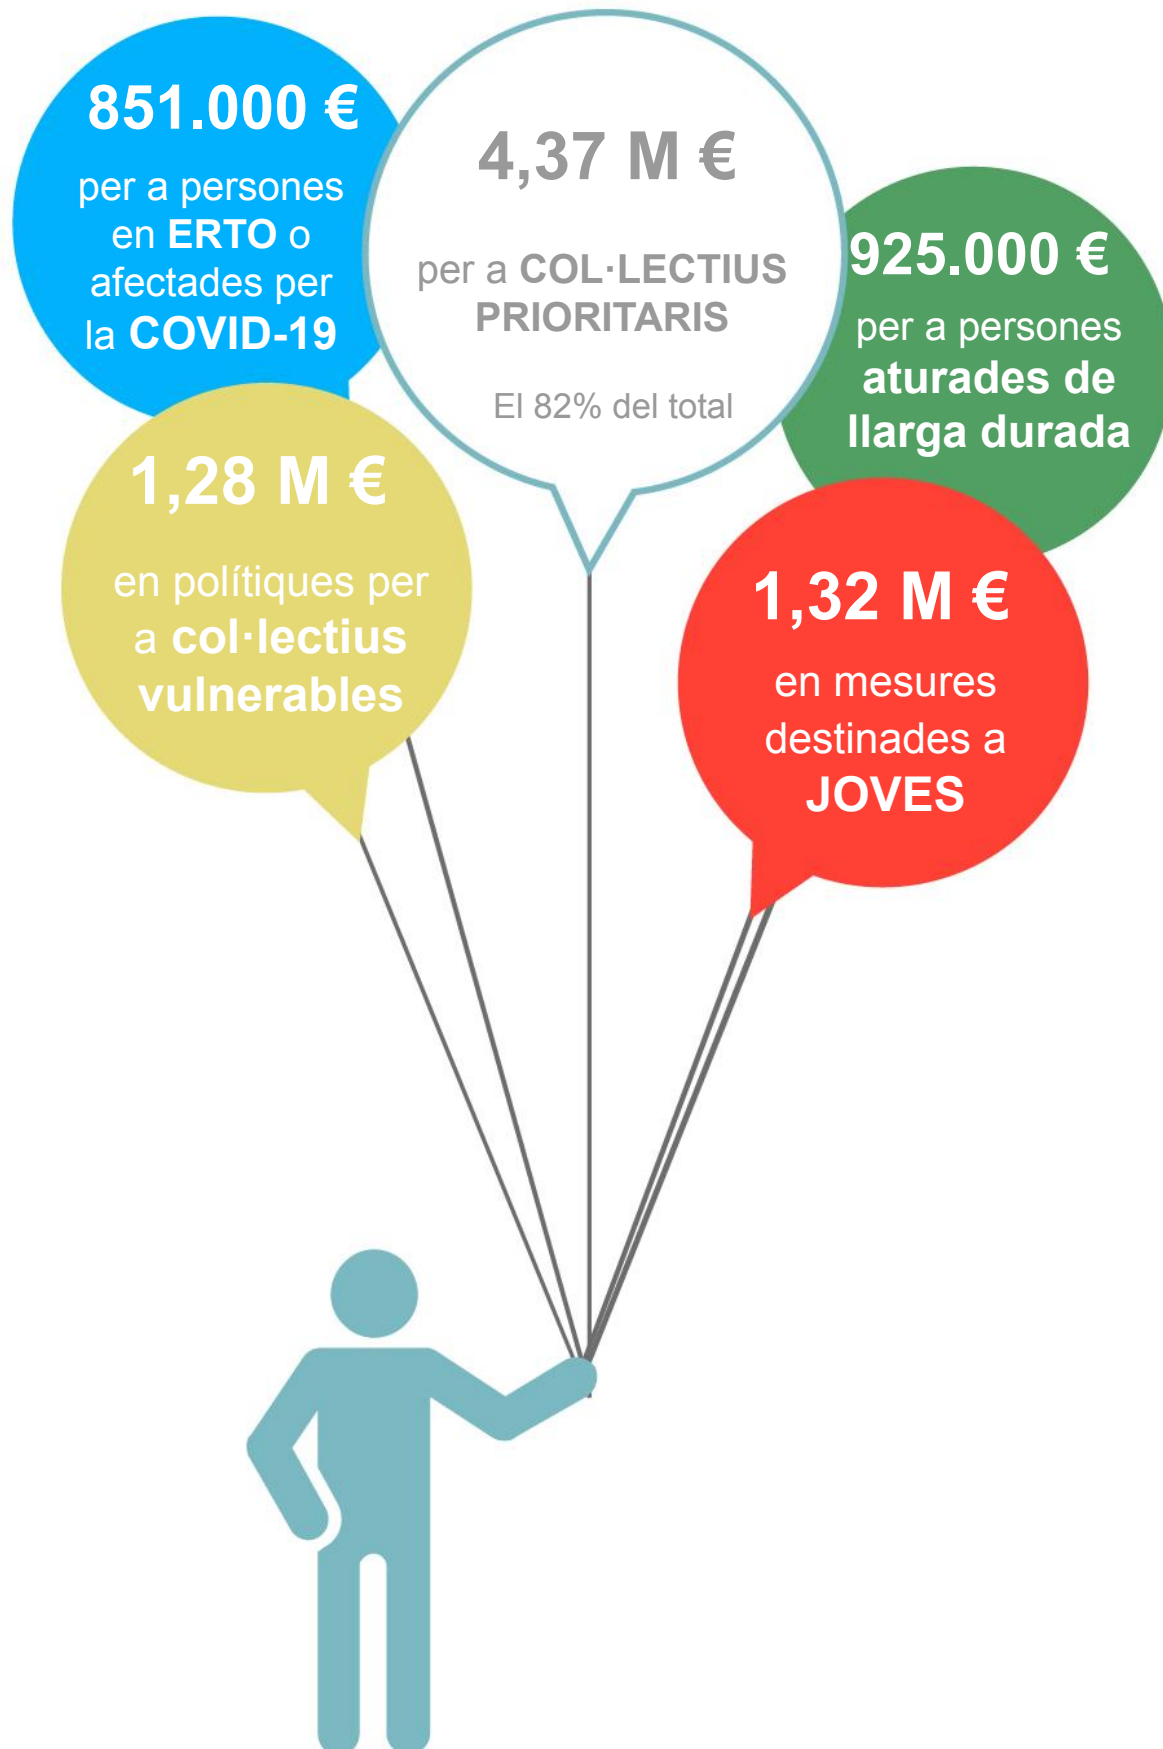 851.000 €
per a persones
en ERTO o
afectades per
la COVID-19
4,37 M €
per a COL·LECTIUS
PRIORITARIS
El 82% del total
925.000 €
per a persones
aturades de
llarga durada
1,28 M €
en polítiques per
a col·lectius
vulnerables
1,32 M €
en mesures
destinades a
JOVES